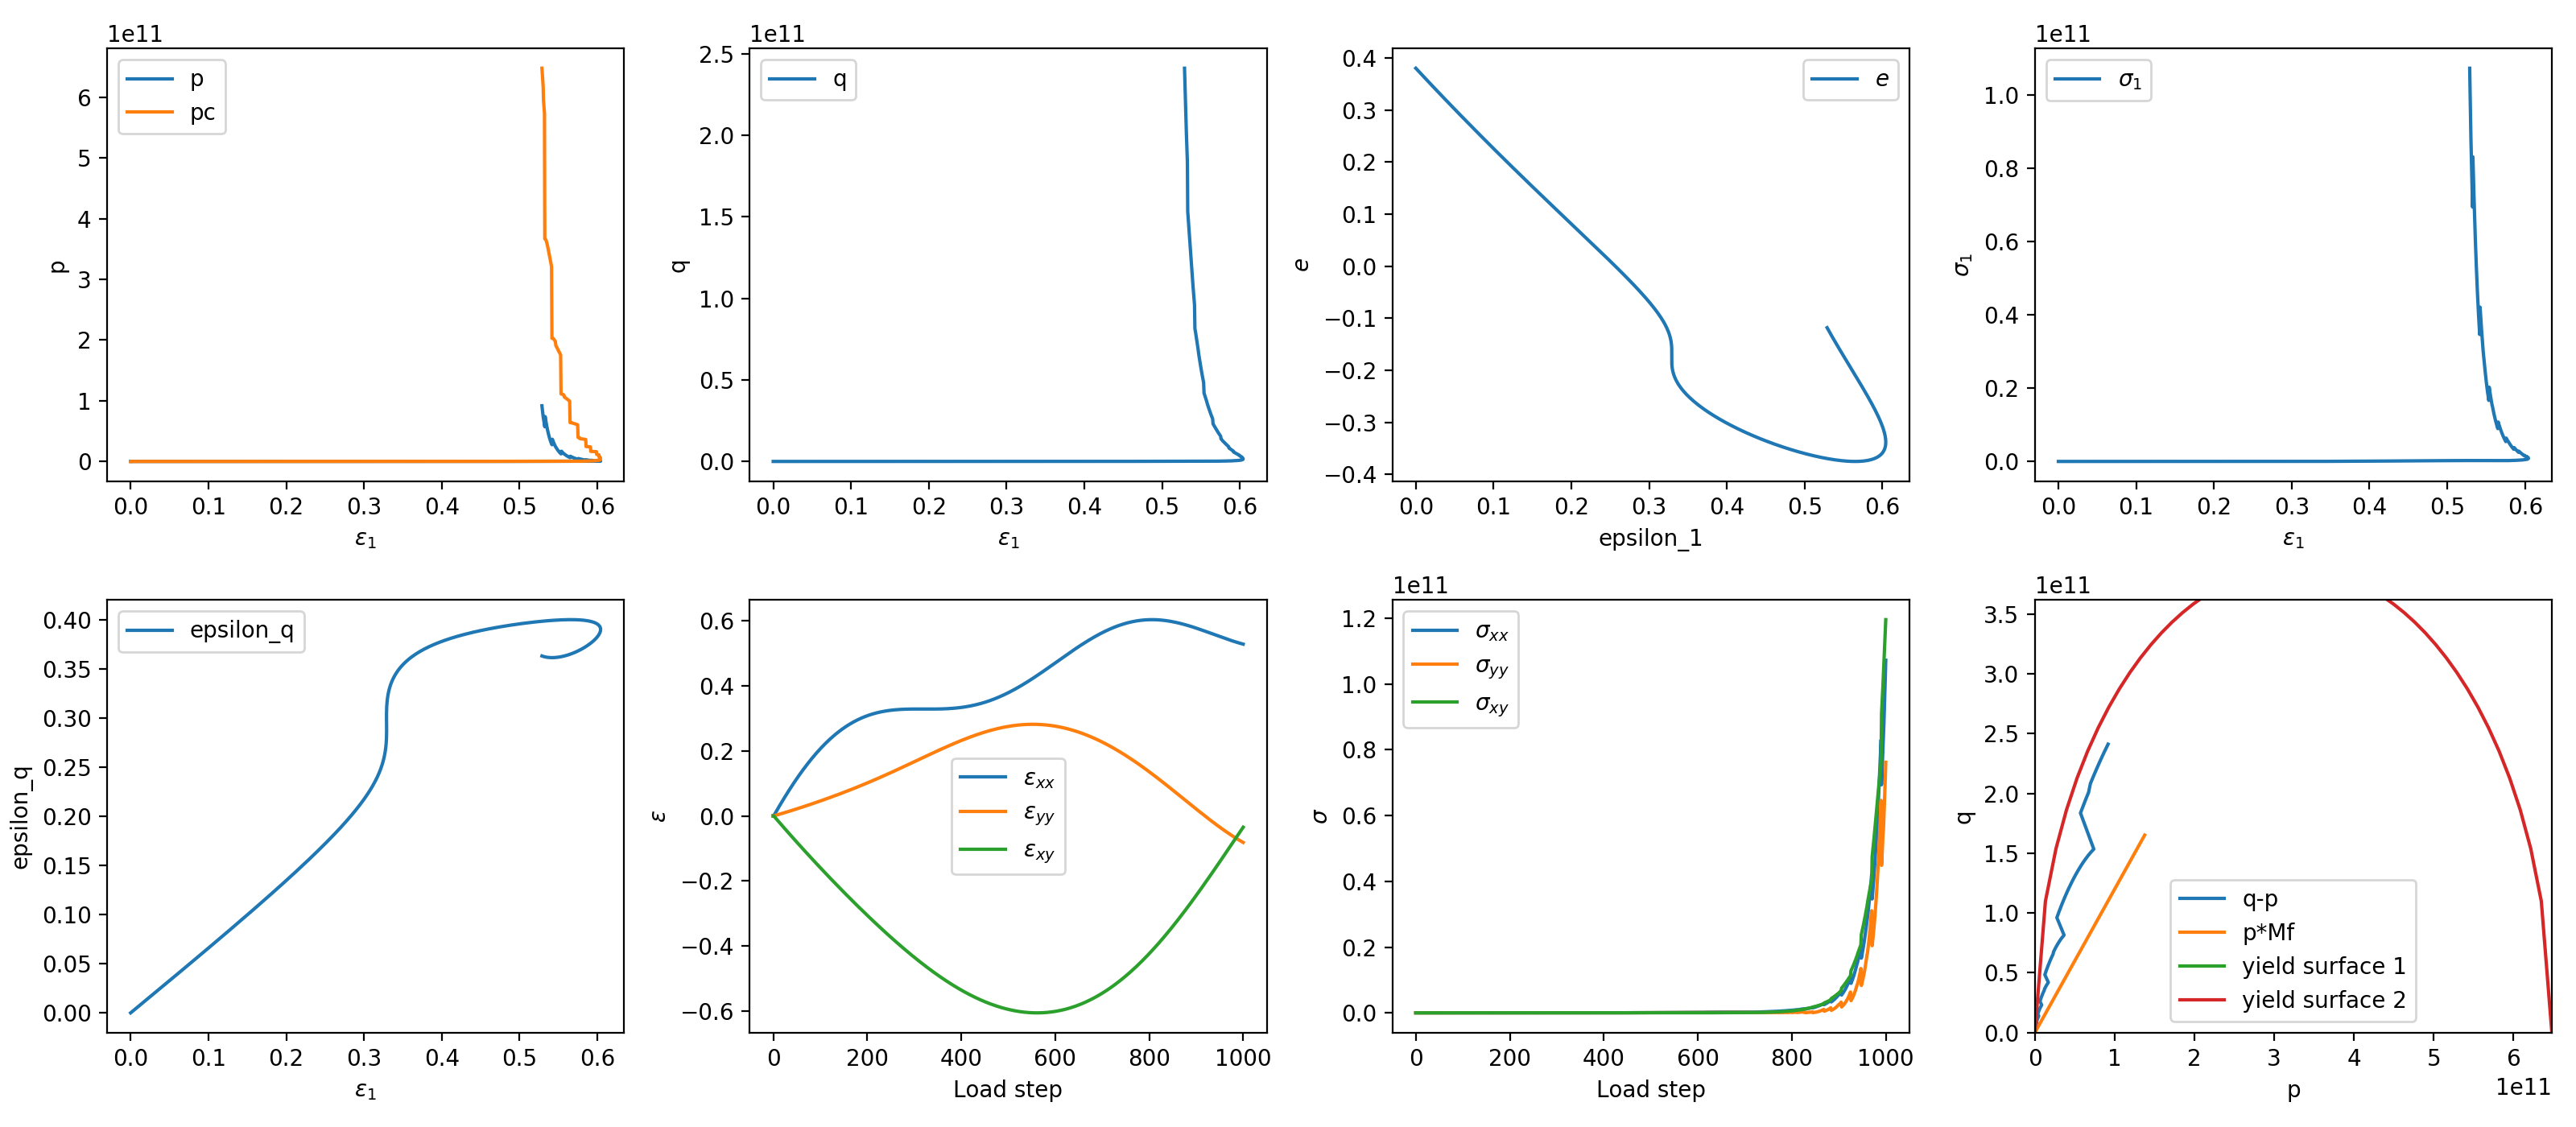 1e11
p
pc
6
5
4
3
2
1
0
p
0.0 0.1 0.2 0.3 0.4 0.5 0.6
ε₁
1e11
q
2.5
2.0
1.5
1.0
0.5
0.0
q
0.0 0.1 0.2 0.3 0.4 0.5 0.6
ε₁
e
0.4
0.3
0.2
0.1
0.0
−0.1
−0.2
−0.3
−0.4
e
0.0 0.1 0.2 0.3 0.4 0.5 0.6
epsilon_1
1e11
σ₁
1.0
0.8
0.6
0.4
0.2
0.0
σ₁
0.0 0.1 0.2 0.3 0.4 0.5 0.6
ε₁
epsilon_q
0.40
0.35
0.30
0.25
0.20
0.15
0.10
0.05
0.00
epsilon_q
0.0 0.1 0.2 0.3 0.4 0.5 0.6
ε₁
0.6
0.4
0.2
0.0
−0.2
−0.4
−0.6
ε
εxx
εyy
εxy
0 200 400 600 800 1000
Load step
1e11
σxx
σyy
σxy
1.2
1.0
0.8
0.6
0.4
0.2
0.0
σ
0 200 400 600 800 1000
Load step
1e11
3.5
3.0
2.5
2.0
1.5
1.0
0.5
0.0
q
q-p
p*Mf
yield surface 1
yield surface 2
0 1 2 3 4 5 6
1e11
p